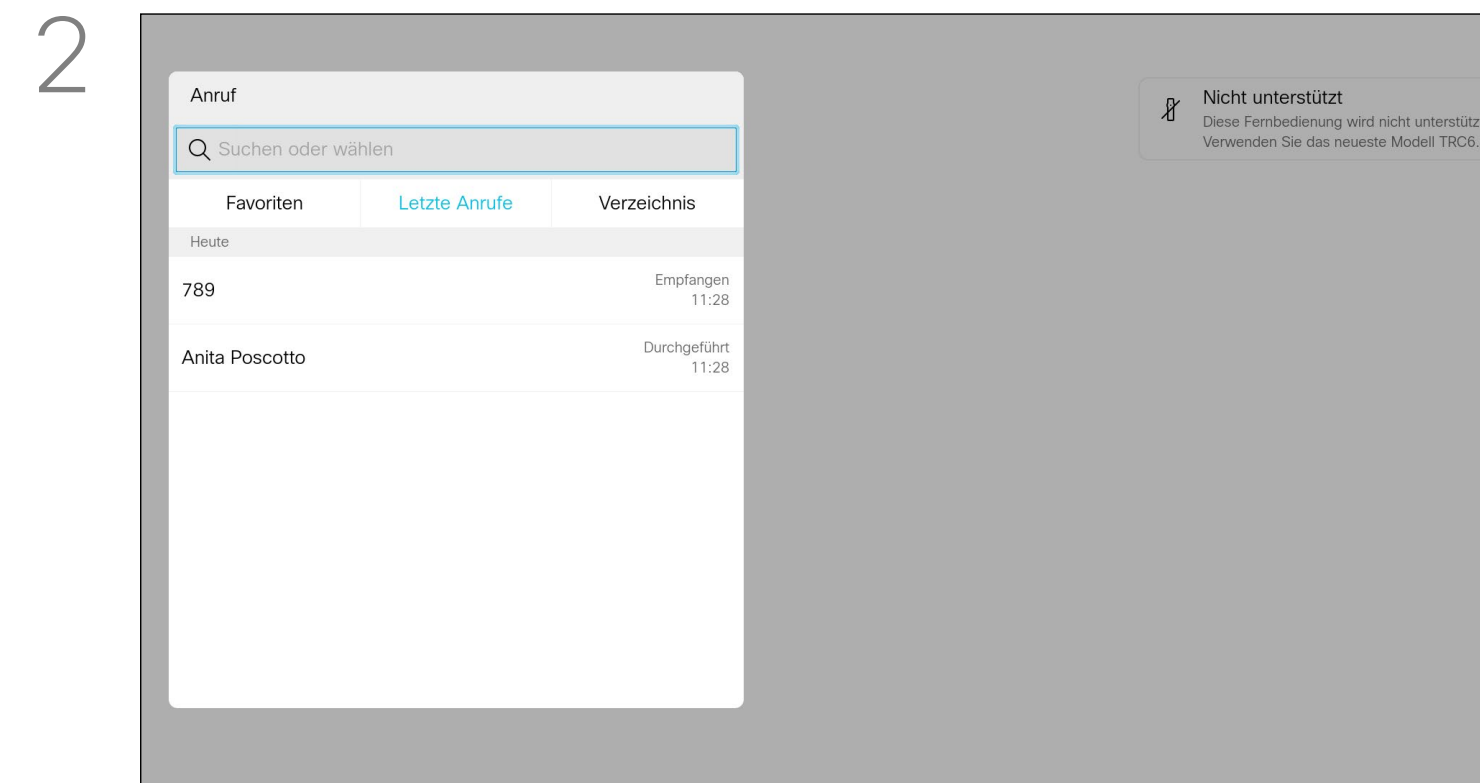 2
Anruf
Suchen oder wählen
Favoriten Letzte Anrufe Verzeichnis
Heute
789 Empfangen
11:28
Anita Poscotto Durchgeführt
11:28
Nicht unterstützt
Diese Fernbedienung wird nicht unterstütz
Verwenden Sie das neueste Modell TRC6.